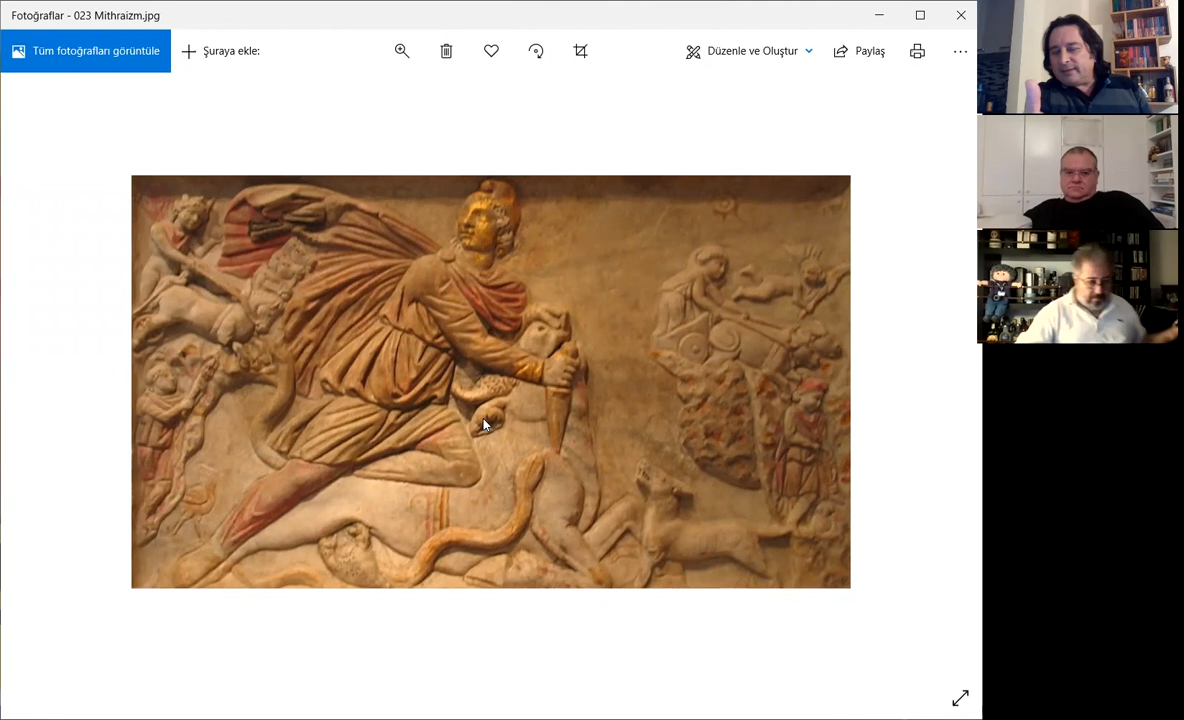 Fotoğraflar - 023 Mithraizm.jpg
Tüm fotoğrafları görüntüle
Şuraya ekle:
Düzenle ve Oluştur
Paylaş